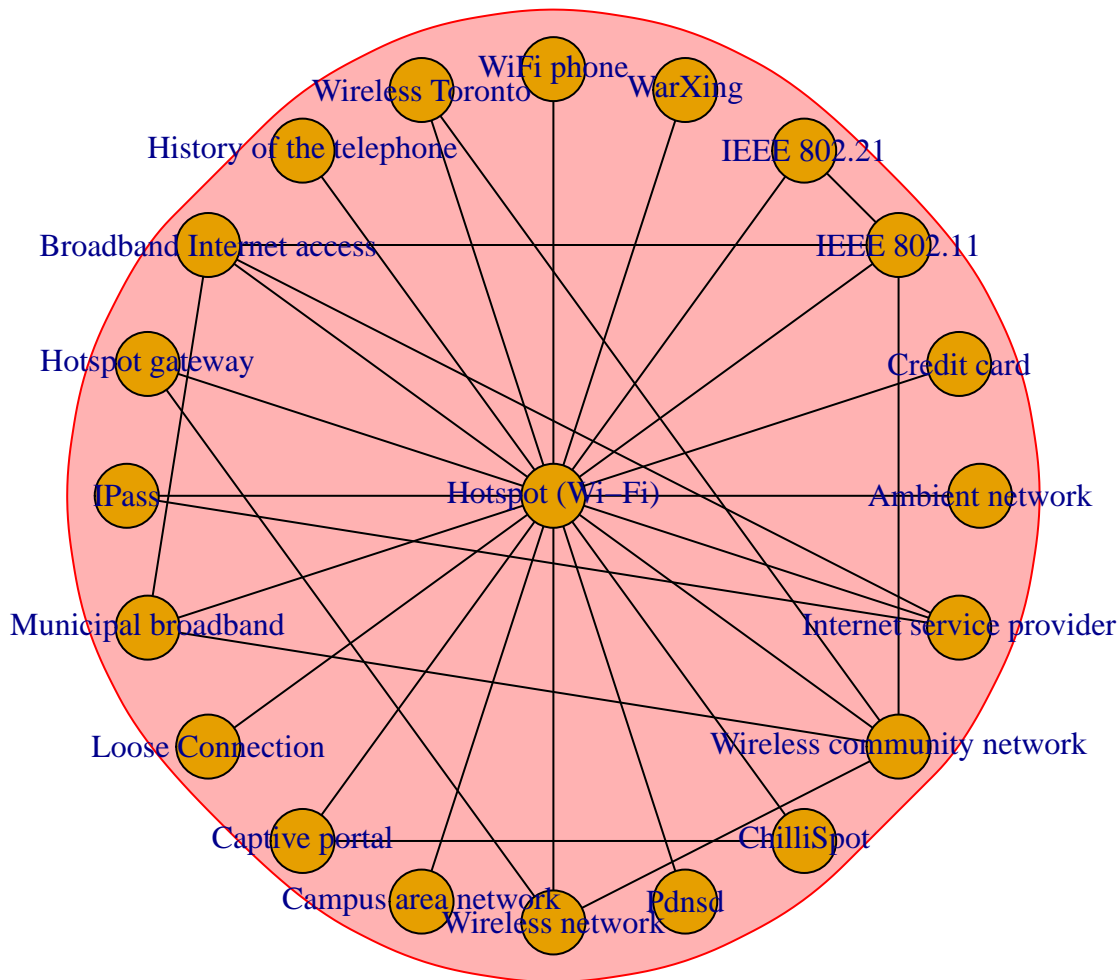 WiFi phone
Wireless Toronto
WarXing
History of the telephone
IEEE 802.21
Broadband Internet access
IEEE 802.11
Hotspot gateway
Credit card
IPass
Hotspot (Wi−Fi)
Ambient network
Municipal broadband
Internet service provider
Loose Connection
Wireless community network
Captive portal
ChilliSpot
Campus area network
Pdnsd
Wireless network